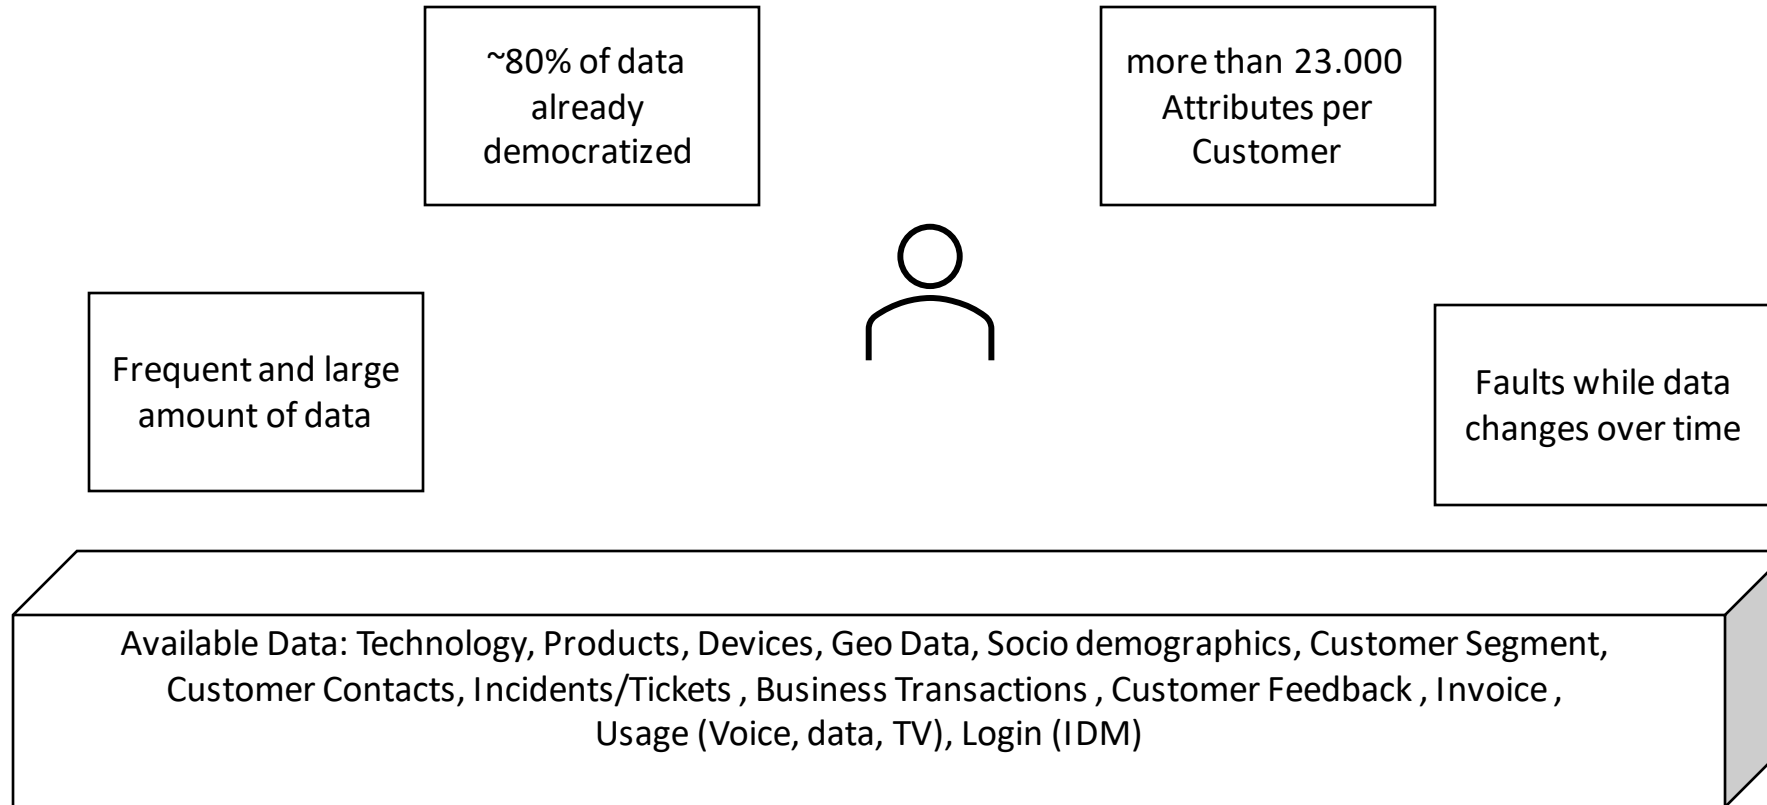 ~80% of data
already
democratized
more than 23.000
Attributes per
Customer
Frequent and large
amount of data
Faults while data
changes over time
Available Data: Technology, Products, Devices, Geo Data, Socio demographics, Customer Segment,
Customer Contacts, Incidents/Tickets , Business Transactions , Customer Feedback , Invoice ,
Usage (Voice, data, TV), Login (IDM)